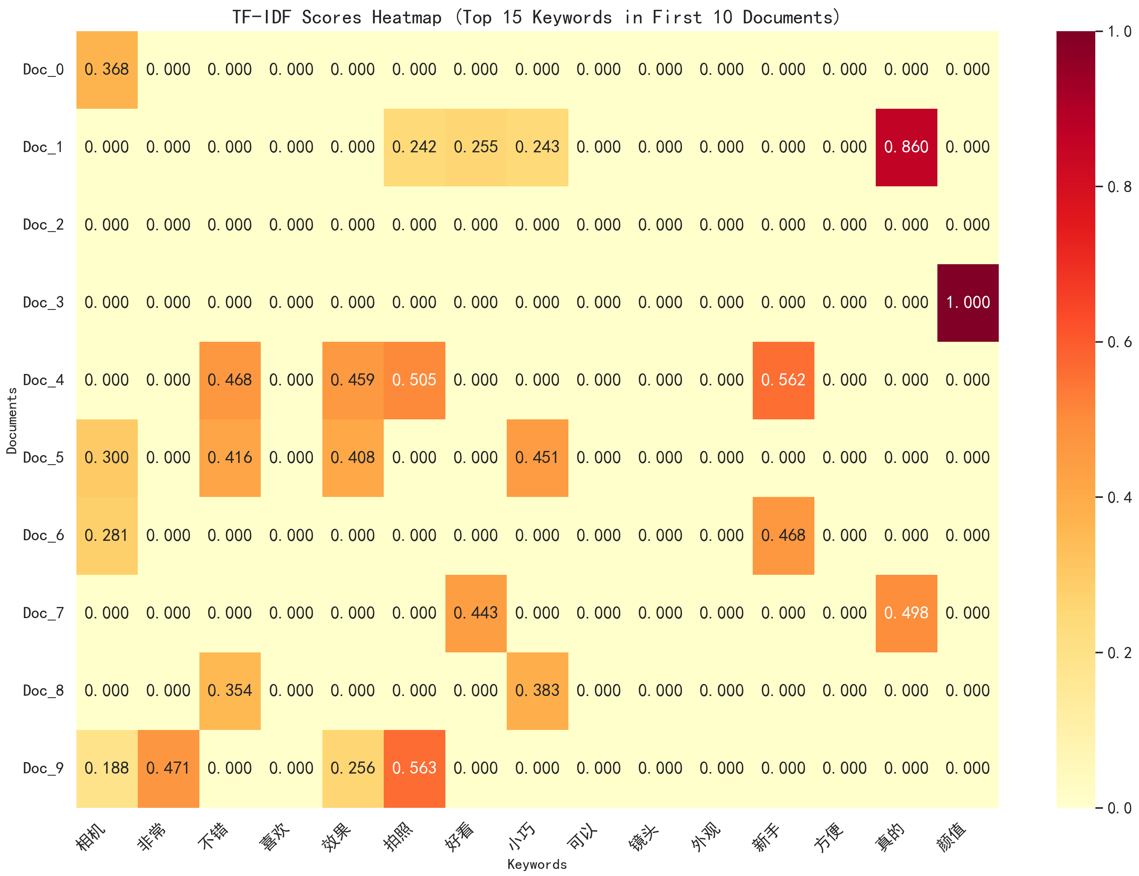 TF-IDF Scores Heatmap (Top 15 Keywords in First 10 Documents)
Doc_0 0.368 0.000 0.000 0.000 0.000 0.000 0.000 0.000 0.000 0.000 0.000 0.000 0.000 0.000 0.000
Doc_1 0.000 0.000 0.000 0.000 0.000 0.242 0.255 0.243 0.000 0.000 0.000 0.000 0.000 0.860 0.000
Doc_2 0.000 0.000 0.000 0.000 0.000 0.000 0.000 0.000 0.000 0.000 0.000 0.000 0.000 0.000 0.000
Doc_3 0.000 0.000 0.000 0.000 0.000 0.000 0.000 0.000 0.000 0.000 0.000 0.000 0.000 0.000 1.000
Doc_4 0.000 0.000 0.468 0.000 0.459 0.505 0.000 0.000 0.000 0.000 0.000 0.562 0.000 0.000 0.000
Doc_5 0.300 0.000 0.416 0.000 0.408 0.000 0.000 0.451 0.000 0.000 0.000 0.000 0.000 0.000 0.000
Doc_6 0.281 0.000 0.000 0.000 0.000 0.000 0.000 0.000 0.000 0.000 0.000 0.468 0.000 0.000 0.000
Doc_7 0.000 0.000 0.000 0.000 0.000 0.000 0.443 0.000 0.000 0.000 0.000 0.000 0.000 0.498 0.000
Doc_8 0.000 0.000 0.354 0.000 0.000 0.000 0.000 0.383 0.000 0.000 0.000 0.000 0.000 0.000 0.000
Doc_9 0.188 0.471 0.000 0.000 0.256 0.563 0.000 0.000 0.000 0.000 0.000 0.000 0.000 0.000 0.000
Documents
相机 非常 不错 喜欢 效果 拍照 好看 小巧 可以 镜头 外观 新手 方便 真的 颜值
Keywords
1.0
0.8
0.6
0.4
0.2
0.0